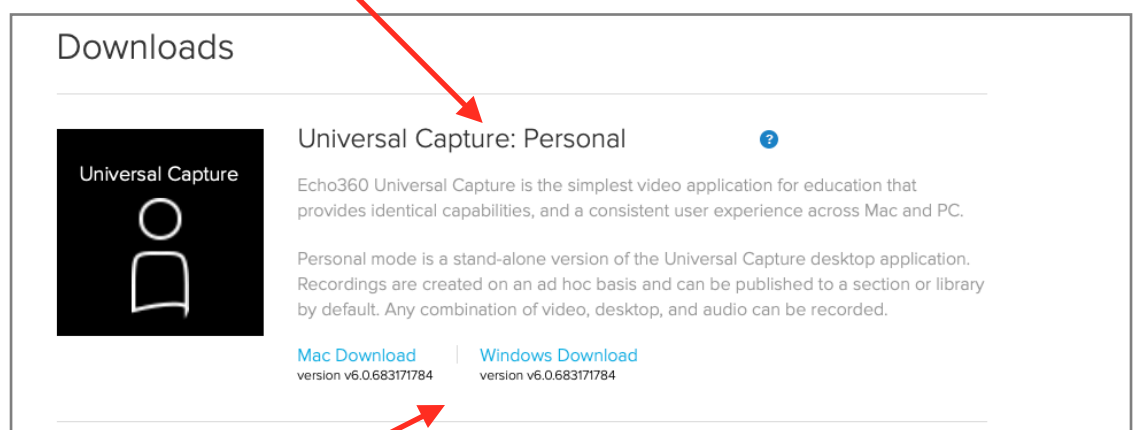 Downloads
Universal Capture
Universal Capture: Personal
?
Echo360 Universal Capture is the simplest video application for education that
provides identical capabilities, and a consistent user experience across Mac and PC.
Personal mode is a stand-alone version of the Universal Capture desktop application.
Recordings are created on an ad hoc basis and can be published to a section or library
by default. Any combination of video, desktop, and audio can be recorded.
Mac Download
version v6.0.683171784
Windows Download
version v6.0.683171784